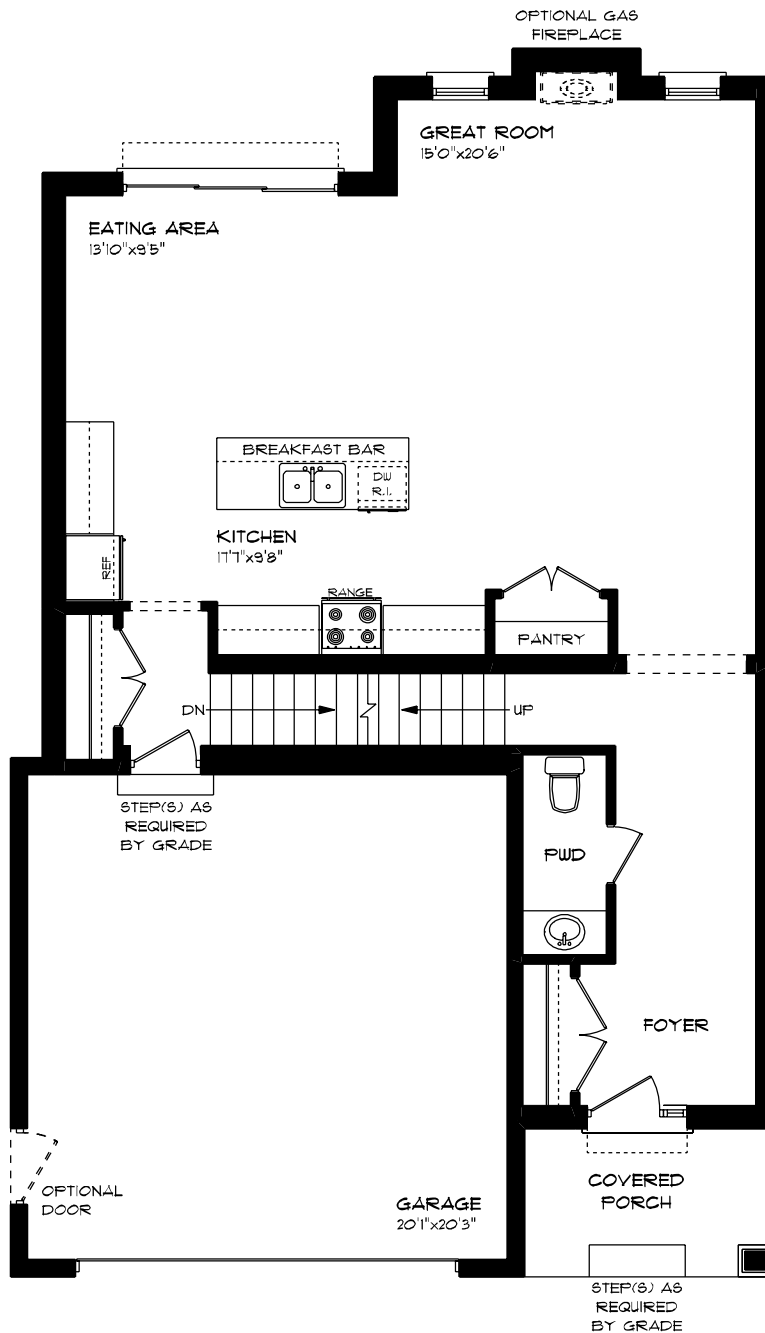 OPTIONAL GAS
FIREPLACE
GREAT ROOM
15'0"x20'6"
EATING AREA
13'10"x9'5"
BREAKFAST BAR
DW
R.I.
KITCHEN
17'7"x9'8"
REF
RANGE
PANTRY
DN
UP
STEP(S) AS
REQUIRED
BY GRADE
PWD
FOYER
OPTIONAL
DOOR
GARAGE
20'1"x20'3"
COVERED
PORCH
STEP(S) AS
REQUIRED
BY GRADE